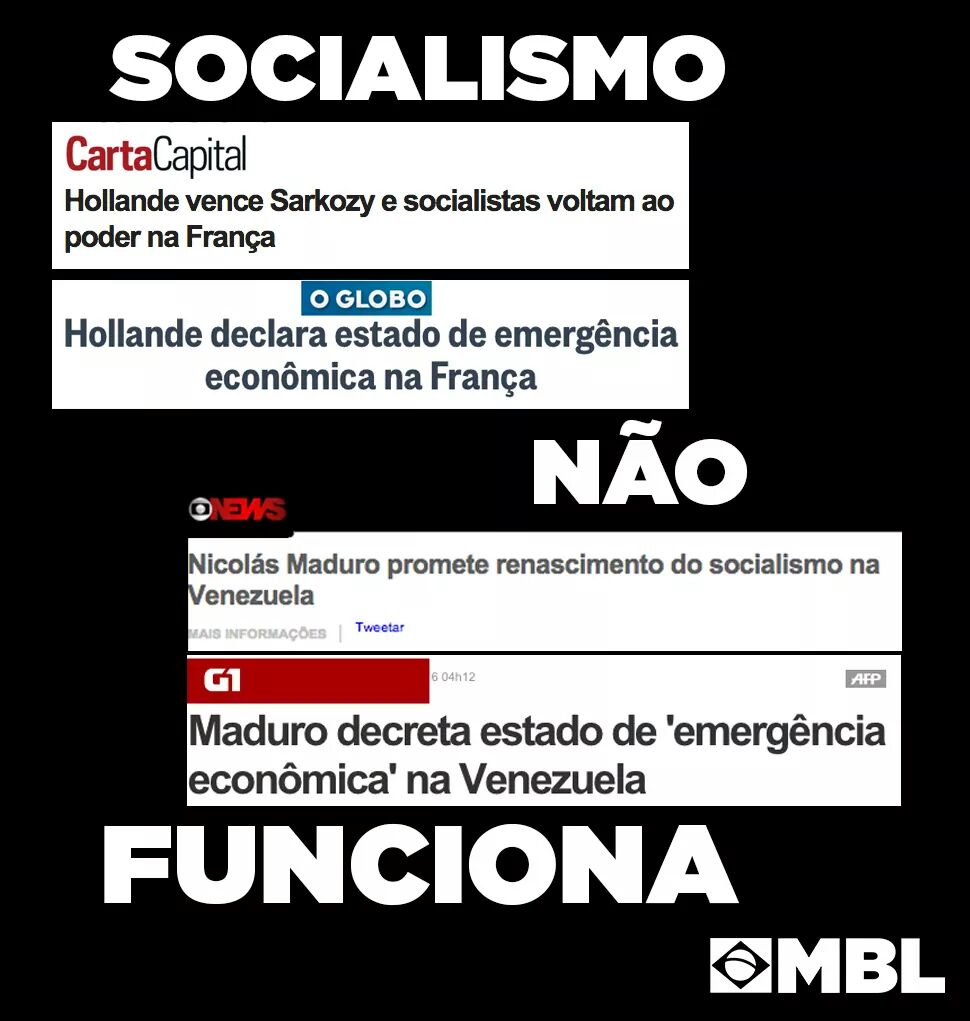 SOCIALISMO
CartaCapital
Hollande vence Sarkozy e socialistas voltam ao
poder na França
O GLOBO
Hollande declara estado de emergência
econômica na França
NÃO
NEWS
Nicolás Maduro promete renascimento do socialismo na
Venezuela
MAIS INFORMAÇÕES | Tweetar
G1 6 04h12 AFP
Maduro decreta estado de 'emergência
econômica' na Venezuela
FUNCIONA
MBL